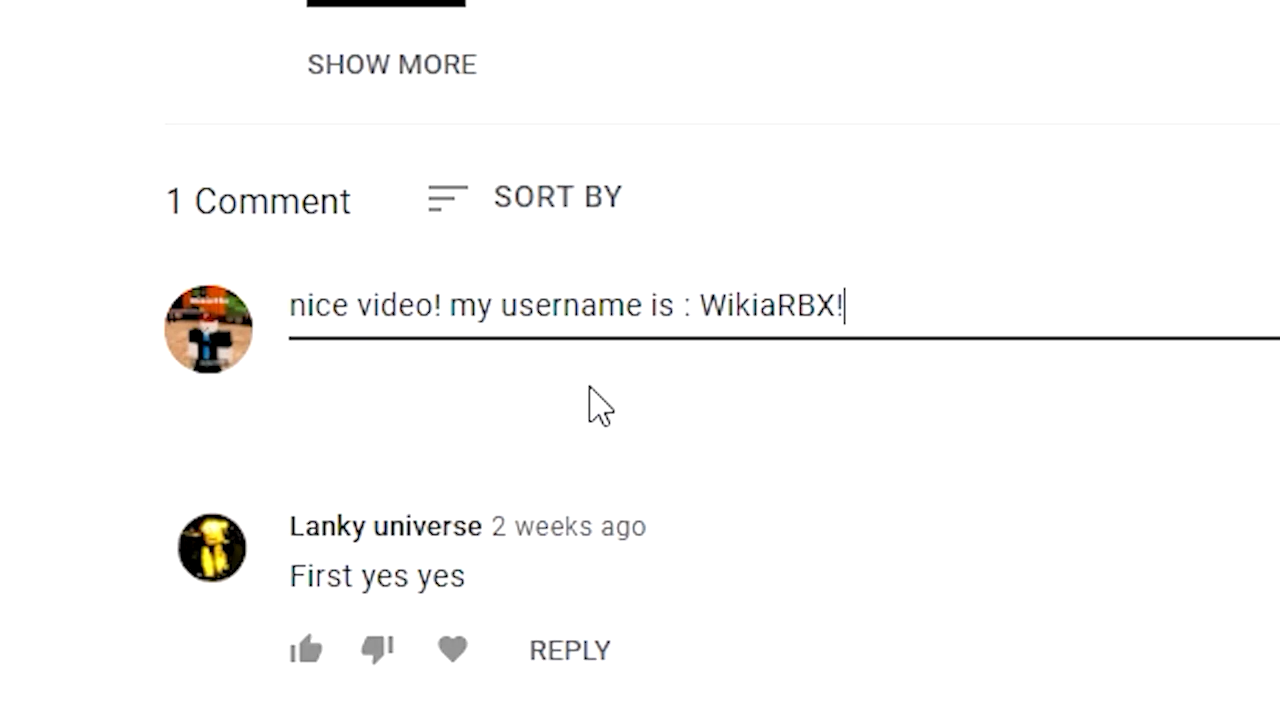 SHOW MORE
1 Comment
SORT BY
nice video! my username is : WikiaRBX!
Lanky universe 2 weeks ago
First yes yes
REPLY